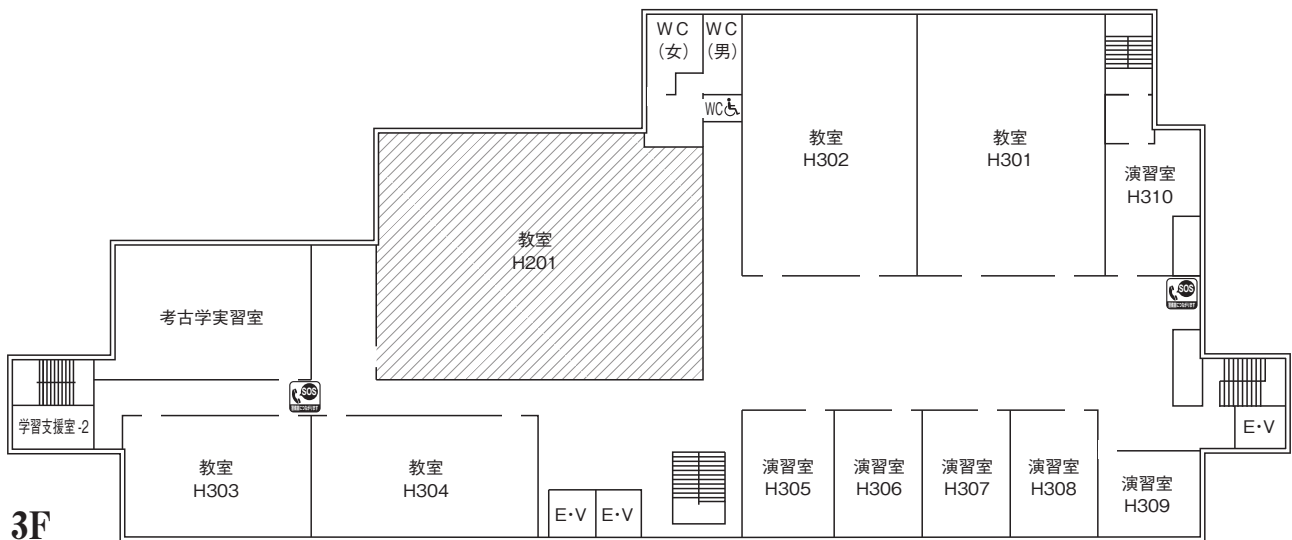 WC
(女)
WC
(男)
WC
教室
H302
教室
H301
演習室
H310
教室
H201
SOS
考古学実習室
SOS
学習支援室-2
教室
H303
教室
H304
E・V
E・V
演習室
H305
演習室
H306
演習室
H307
演習室
H308
演習室
H309
E・V
3F